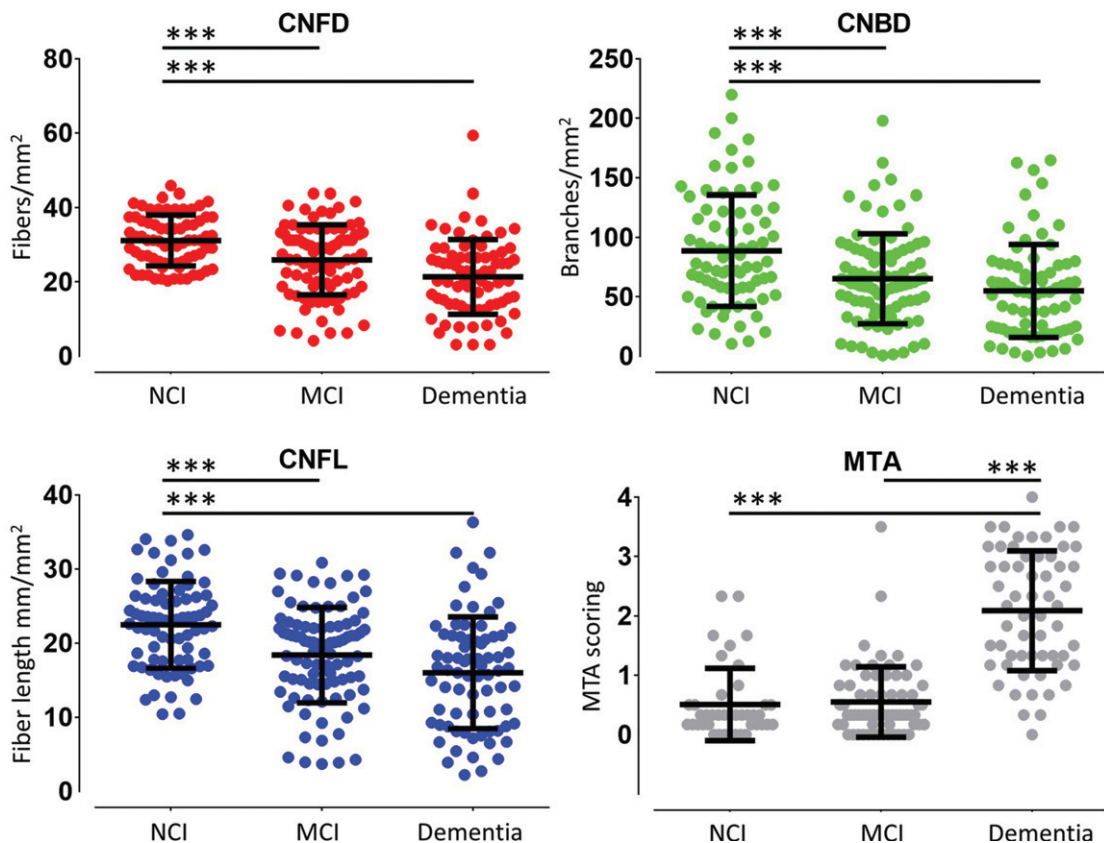 CNFD
***
***
Fibers/mm²
80
60
40
20
0
NCI MCI Dementia
CNBD
***
***
Branches/mm²
250
200
150
100
50
0
NCI MCI Dementia
CNFL
***
***
Fiber length mm/mm²
40
30
20
10
0
NCI MCI Dementia
MTA
***
***
MTA scoring
4
3
2
1
0
NCI MCI Dementia